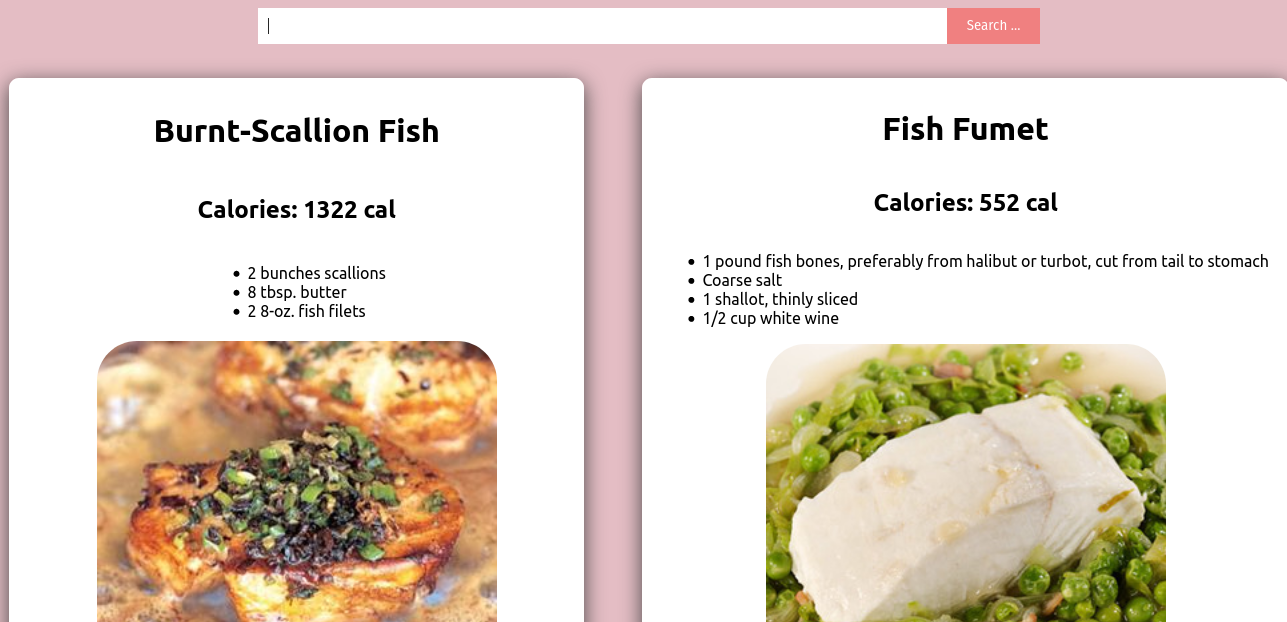 Search ...
Burnt-Scallion Fish
Calories: 1322 cal
2 bunches scallions
8 tbsp. butter
2 8-oz. fish filets
Fish Fumet
Calories: 552 cal
1 pound fish bones, preferably from halibut or turbot, cut from tail to stomach
Coarse salt
1 shallot, thinly sliced
1/2 cup white wine